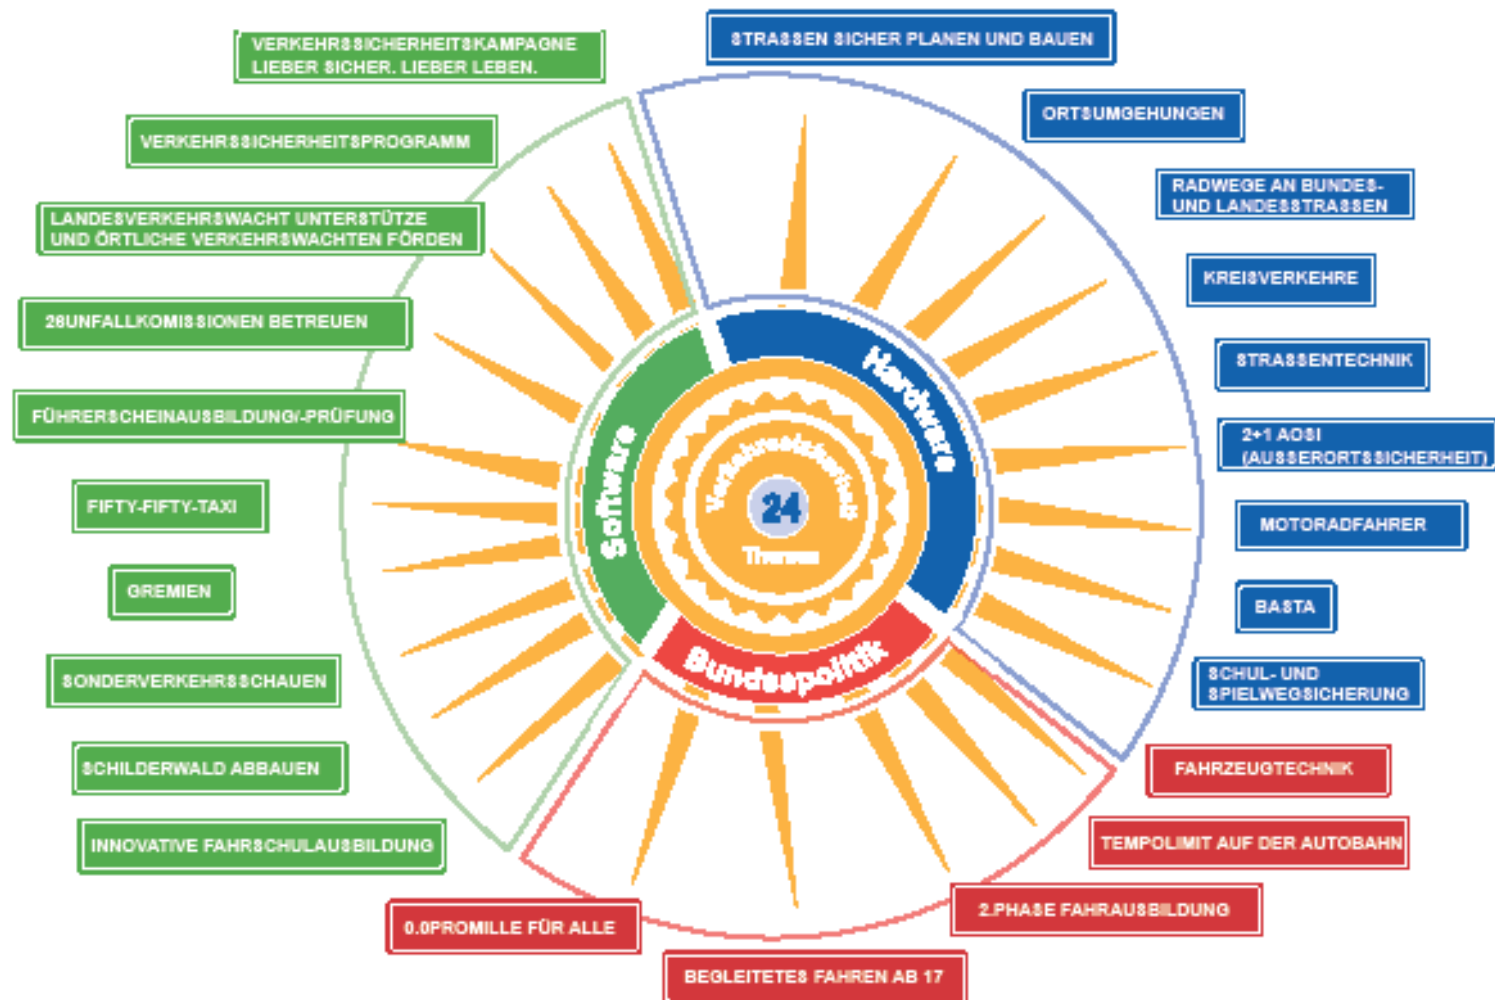 VERKEHRSSICHERHEITSKAMPAGNE
LIEBER SICHER. LIEBER LEBEN.
VERKEHRSSICHERHEITSPROGRAMM
LANDESVERKEHRSWACHT UNTERSTÜTZE
UND ÖRTLICHE VERKEHRSWACHTEN FÖRDEN
26UNFALLKOMISSIONEN BETREUEN
FÜHRERSCHEINAUSBILDUNG/-PRÜFUNG
FIFTY-FIFTY-TAXI
GREMIEN
SONDERVERKEHRSSCHAUEN
SCHILDERWALD ABBAUEN
INNOVATIVE FAHRSCHULAUSBILDUNG
STRASSEN SICHER PLANEN UND BAUEN
ORTSUMGEHUNGEN
RADWEGE AN BUNDES-
UND LANDESSTRASSEN
KREISVERKEHRE
STRASSENTECHNIK
2+1 AOSI
(AUSSERORTSSICHERHEIT)
MOTORADFAHRER
BASTA
SCHUL- UND
SPIELWEGSICHERUNG
FAHRZEUGTECHNIK
TEMPOLIMIT AUF DER AUTOBAHN
2.PHASE FAHRAUSBILDUNG
BEGLEITETES FAHREN AB 17
0.0PROMILLE FÜR ALLE
Software
Hardware
Bundespolitik
Verkehrssicherheit
24
Themen